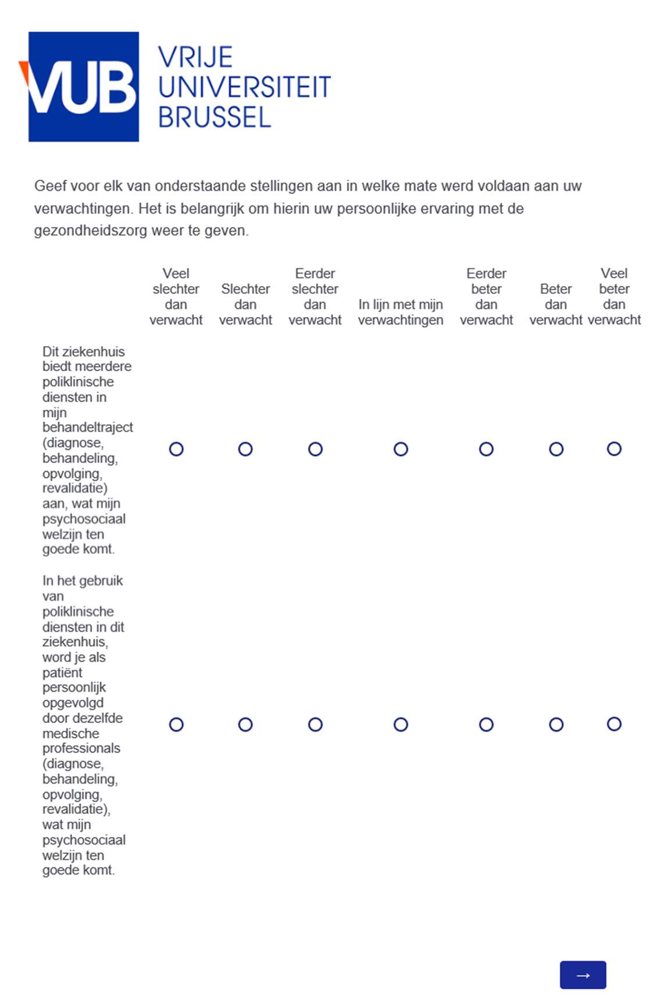 VUB
VRIJE
UNIVERSITEIT
BRUSSEL
Geef voor elk van onderstaande stellingen aan in welke mate werd voldaan aan uw
verwachtingen. Het is belangrijk om hierin uw persoonlijke ervaring met de
gezondheidszorg weer te geven.
Veel
slechter
dan
verwacht
Slechter
dan
verwacht
Eerder
slechter
dan
verwacht
In lijn met mijn
verwachtingen
Eerder
beter
dan
verwacht
Beter
dan
verwacht
Veel
beter
dan
verwacht
Dit ziekenhuis
biedt meerdere
poliklinische
diensten in
mijn
behandeltraject
(diagnose,
behandeling,
opvolging,
revalidatie)
aan, wat mijn
psychosociaal
welzijn ten
goede komt.
In het gebruik
van
poliklinische
diensten in dit
ziekenhuis,
word je als
patiënt
persoonlijk
opgevolgd
door dezelfde
medische
professionals
(diagnose,
behandeling,
opvolging,
revalidatie),
wat mijn
psychosociaal
welzijn ten
goede komt.
→